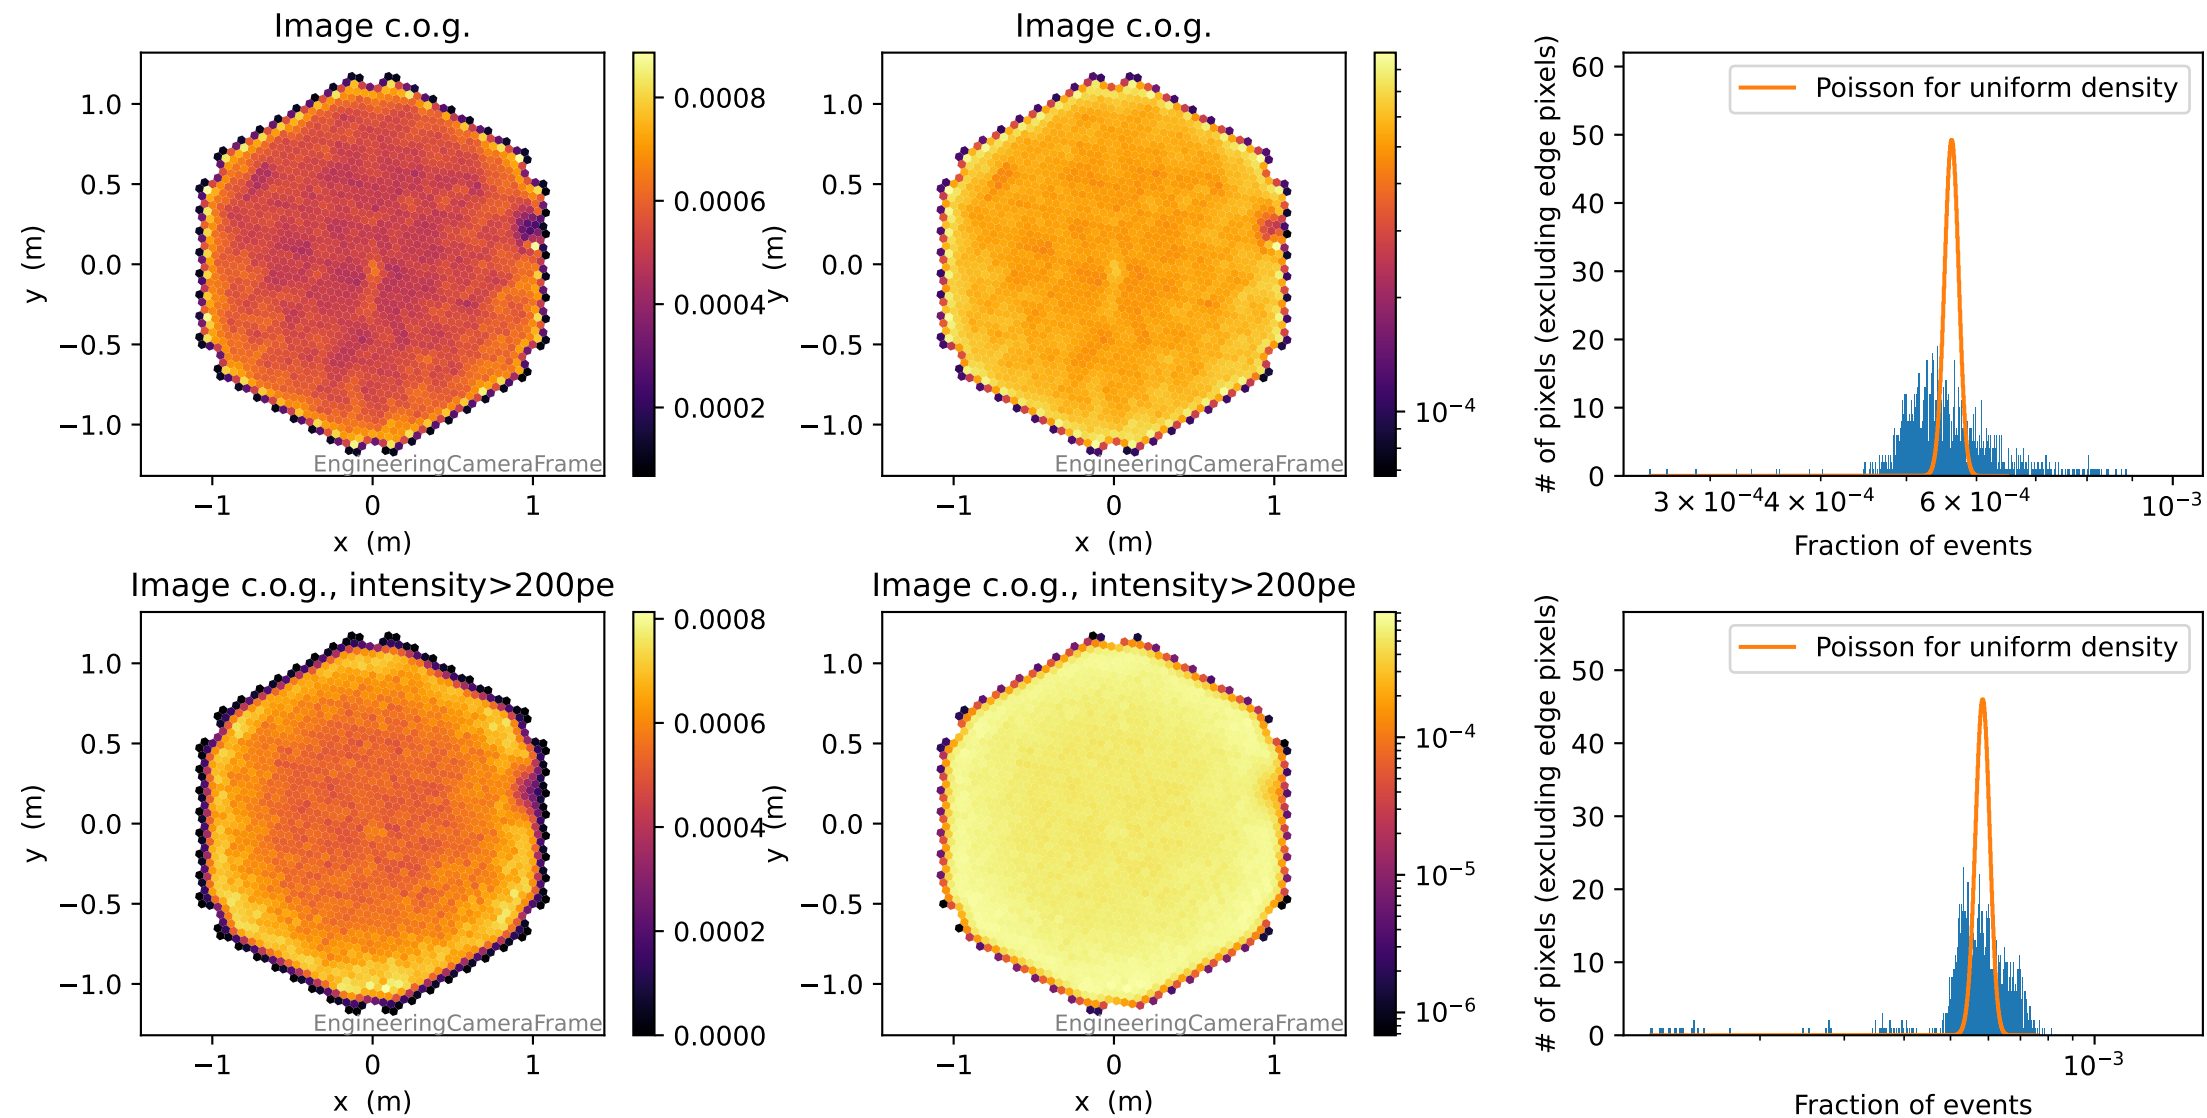 Image c.o.g.
1.0
0.5
0.0
−0.5
−1.0
y (m)
−1
0
1
x (m)
EngineeringCameraFrame
0.0008
0.0006
0.0004
0.0002
Image c.o.g.
1.0
0.5
0.0
−0.5
−1.0
y (m)
−1
0
1
x (m)
EngineeringCameraFrame
10⁻⁴
# of pixels (excluding edge pixels)
60
50
40
30
20
10
0
Poisson for uniform density
3 × 10⁻⁴
4 × 10⁻⁴
6 × 10⁻⁴
10⁻³
Fraction of events
Image c.o.g., intensity>200pe
1.0
0.5
0.0
−0.5
−1.0
y (m)
−1
0
1
x (m)
EngineeringCameraFrame
0.0008
0.0006
0.0004
0.0002
0.0000
Image c.o.g., intensity>200pe
1.0
0.5
0.0
−0.5
−1.0
y (m)
−1
0
1
x (m)
EngineeringCameraFrame
10⁻⁴
10⁻⁵
10⁻⁶
# of pixels (excluding edge pixels)
50
40
30
20
10
0
Poisson for uniform density
10⁻³
Fraction of events